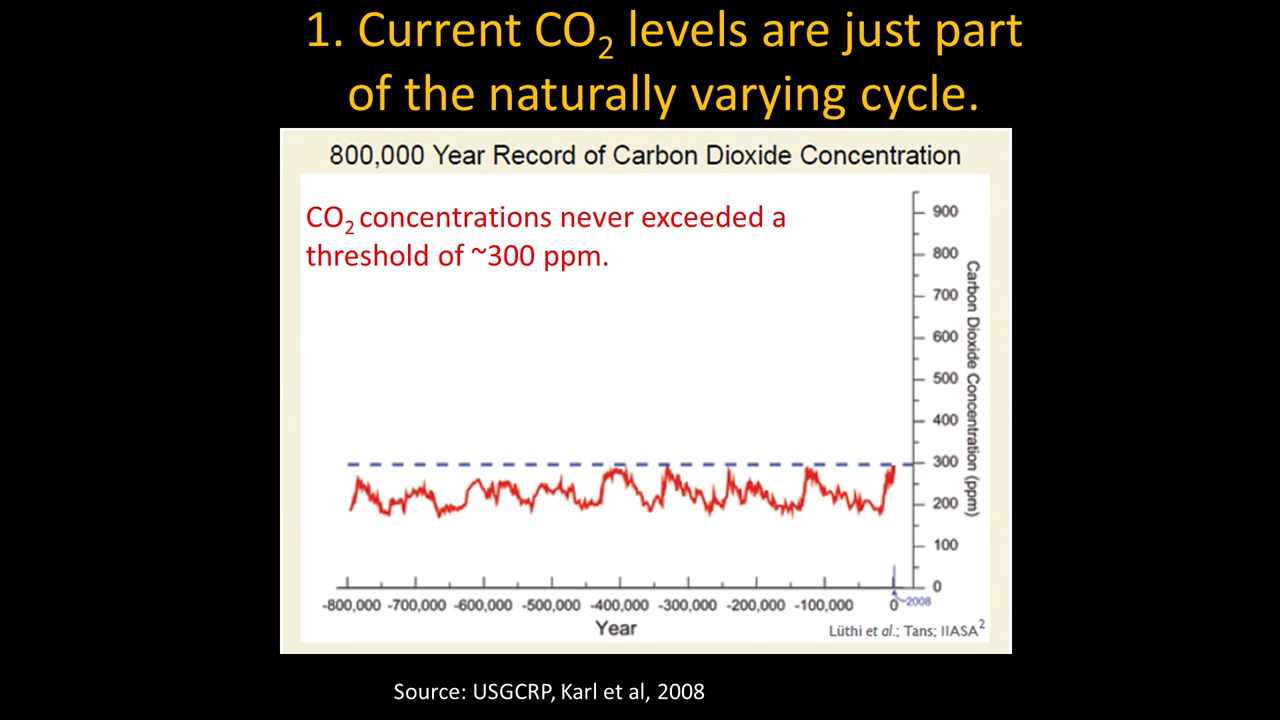 1. Current CO₂ levels are just part
of the naturally varying cycle.
800,000 Year Record of Carbon Dioxide Concentration
CO₂ concentrations never exceeded a
threshold of ~300 ppm.
900
800
700
600
500
400
300
200
100
0
Carbon Dioxide Concentration (ppm)
-800,000 -700,000 -600,000 -500,000 -400,000 -300,000 -200,000 -100,000 0 2008
Year
Lüthi et al.; Tans; IIASA²
Source: USGCRP, Karl et al, 2008